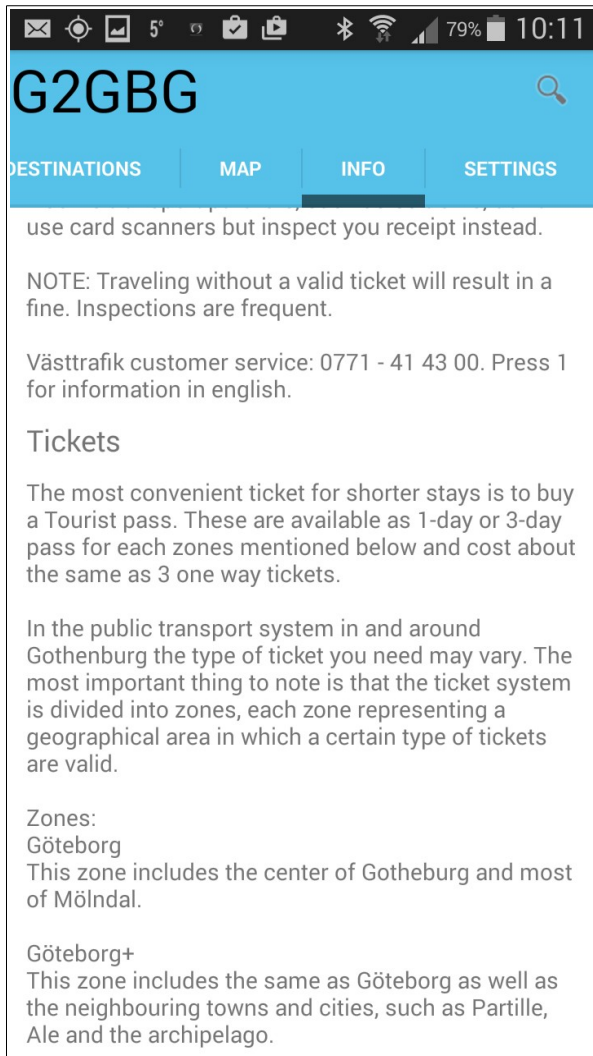 5°
79%
10:11
G2GBG
DESTINATIONS
MAP
INFO
SETTINGS
use card scanners but inspect you receipt instead.
NOTE: Traveling without a valid ticket will result in a
fine. Inspections are frequent.
Västtrafik customer service: 0771 - 41 43 00. Press 1
for information in english.
Tickets
The most convenient ticket for shorter stays is to buy
a Tourist pass. These are available as 1-day or 3-day
pass for each zones mentioned below and cost about
the same as 3 one way tickets.
In the public transport system in and around
Gothenburg the type of ticket you need may vary. The
most important thing to note is that the ticket system
is divided into zones, each zone representing a
geographical area in which a certain type of tickets
are valid.
Zones:
Göteborg
This zone includes the center of Gotheburg and most
of Mölndal.
Göteborg+
This zone includes the same as Göteborg as well as
the neighbouring towns and cities, such as Partille,
Ale and the archipelago.